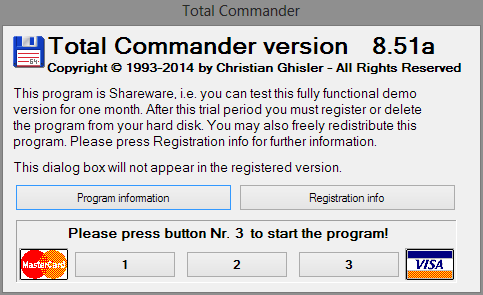 Total Commander
Total Commander version 8.51a
64
Copyright © 1993-2014 by Christian Ghisler - All Rights Reserved
This program is Shareware, i.e. you can test this fully functional demo
version for one month. After this trial period you must register or delete
the program from your hard disk. You may also freely redistribute this
program. Please press Registration info for further information.
This dialog box will not appear in the registered version.
Program information
Registration info
Please press button Nr. 3 to start the program!
MasterCard
1
2
3
VISA